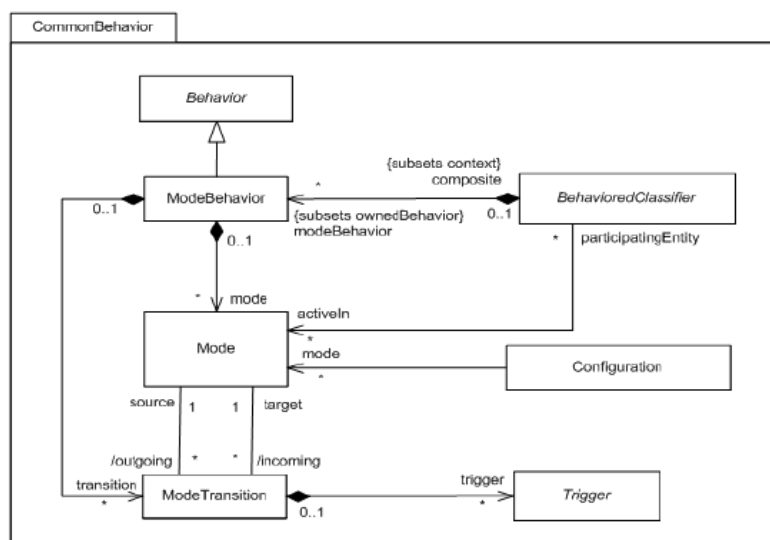 CommonBehavior
Behavior
{subsets context}
composite
*
ModeBehavior
BehavioredClassifier
0..1
{subsets ownedBehavior}
0..1
modeBehavior
0..1
*
participatingEntity
*
mode
activeIn
Mode
*
mode
*
Configuration
source
1
1
target
/outgoing
*
*
/incoming
transition
*
ModeTransition
0..1
trigger
*
Trigger